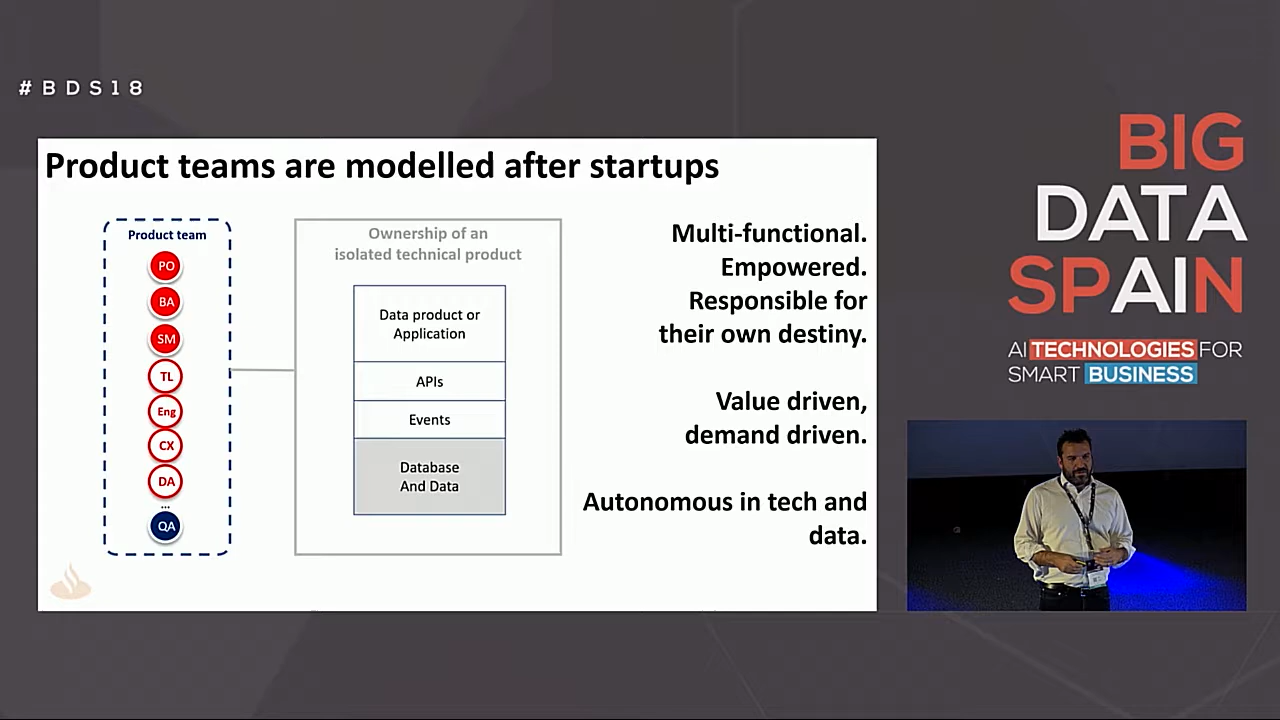 #BDS18
Product teams are modelled after startups
Product team
PO
BA
SM
TL
Eng
CX
DA
...
QA
Ownership of an
isolated technical product
Data product or
Application
APIs
Events
Database
And Data
Multi-functional.
Empowered.
Responsible for
their own destiny.
Value driven,
demand driven.
Autonomous in tech and
data.
BIG
DATA
SPAIN
AI TECHNOLOGIES FOR
SMART BUSINESS